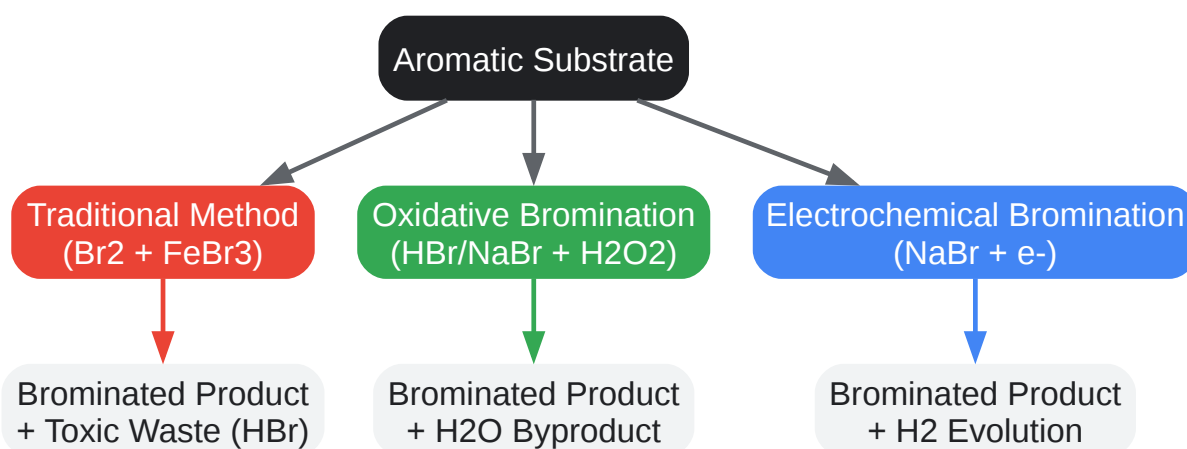 Aromatic Substrate
Traditional Method
(Br2 + FeBr3)
Oxidative Bromination
(HBr/NaBr + H2O2)
Electrochemical Bromination
(NaBr + e-)
Brominated Product
+ Toxic Waste (HBr)
Brominated Product
+ H2O Byproduct
Brominated Product
+ H2 Evolution